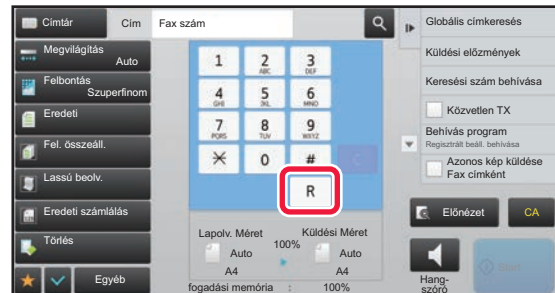 Címtár
Cím
Fax szám
Megvilágítás
Auto
Felbontás
Szuperfinom
Eredeti
Fel. összeáll.
Lassú beolv.
Eredeti számlálás
Törlés
Egyéb
1
2
ABC
3
DEF
4
GHI
5
JKL
6
MNO
7
PQRS
8
TUV
9
WXYZ
0
#
C
R
Lapolv. Méret
100%
Küldési Méret
Auto
Auto
A4
A4
fogadási memória : 100%
Globális címkeresés
Küldési előzmények
Keresési szám behívása
Közvetlen TX
Behívás program
Regisztrált beáll. behívása
Azonos kép küldése
Fax címként
Előnézet
CA
Hang-
szóró
Start